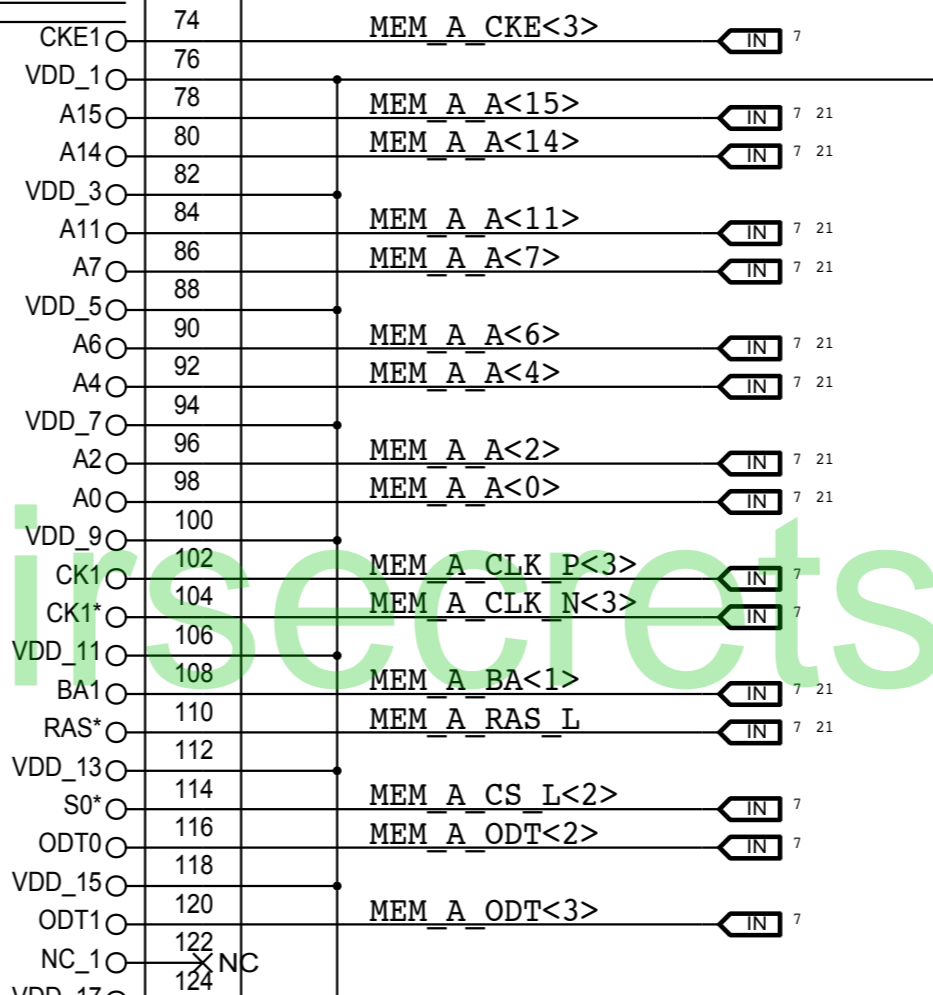 CKE1 74 MEM_A_CKE<3> IN 7
VDD_1 76
A15 78 MEM_A_A<15> IN 7 21
A14 80 MEM_A_A<14> IN 7 21
VDD_3 82
A11 84 MEM_A_A<11> IN 7 21
A7 86 MEM_A_A<7> IN 7 21
VDD_5 88
A6 90 MEM_A_A<6> IN 7 21
A4 92 MEM_A_A<4> IN 7 21
VDD_7 94
A2 96 MEM_A_A<2> IN 7 21
A0 98 MEM_A_A<0> IN 7 21
VDD_9 100
CK1 102 MEM_A_CLK_P<3> IN 7
CK1* 104 MEM_A_CLK_N<3> IN 7
irsecrets
VDD_11 106
BA1 108 MEM_A_BA<1> IN 7 21
RAS* 110 MEM_A_RAS_L IN 7 21
VDD_13 112
S0* 114 MEM_A_CS_L<2> IN 7
ODT0 116 MEM_A_ODT<2> IN 7
VDD_15 118
ODT1 120 MEM_A_ODT<3> IN 7
NC_1 122 NC
VDD_17 124